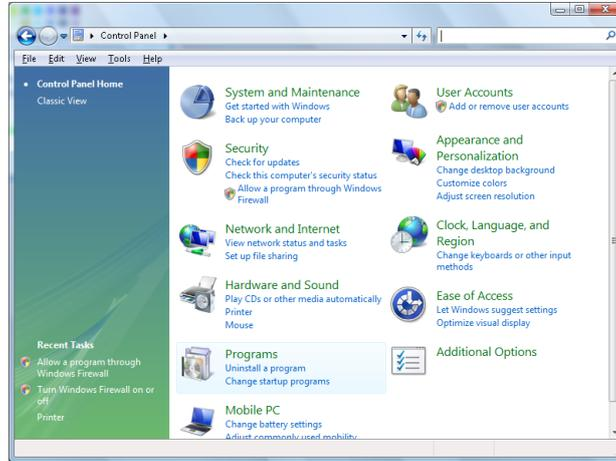 Control Panel
File Edit View Tools Help
Control Panel Home
Classic View
System and Maintenance
Get started with Windows
Back up your computer
Security
Check for updates
Check this computer's security status
Allow a program through Windows
Firewall
Network and Internet
View network status and tasks
Set up file sharing
Hardware and Sound
Play CDs or other media automatically
Printer
Mouse
Programs
Uninstall a program
Change startup programs
Mobile PC
Change battery settings
Adjust commonly used mobility
User Accounts
Add or remove user accounts
Appearance and
Personalization
Change desktop background
Customize colors
Adjust screen resolution
Clock, Language, and
Region
Change keyboards or other input
methods
Ease of Access
Let Windows suggest settings
Optimize visual display
Additional Options
Recent Tasks
Allow a program through
Windows Firewall
Turn Windows Firewall on or
off
Printer